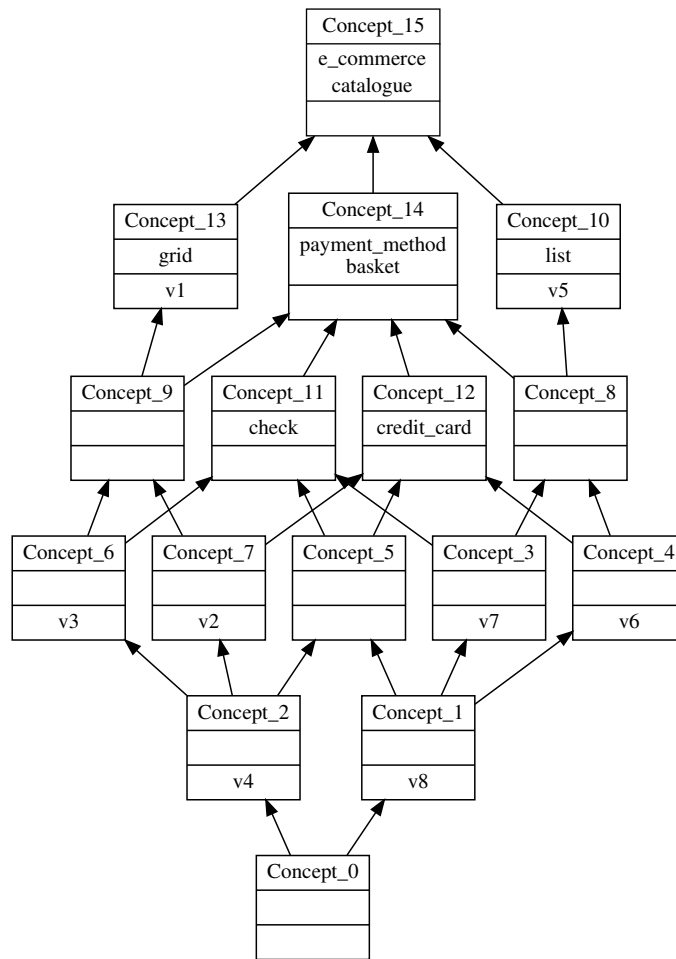 Concept_15
e_commerce
catalogue
Concept_13
grid
v1
Concept_14
payment_method
basket
Concept_10
list
v5
Concept_9
Concept_11
check
Concept_12
credit_card
Concept_8
Concept_6
v3
Concept_7
v2
Concept_5
Concept_3
v7
Concept_4
v6
Concept_2
v4
Concept_1
v8
Concept_0